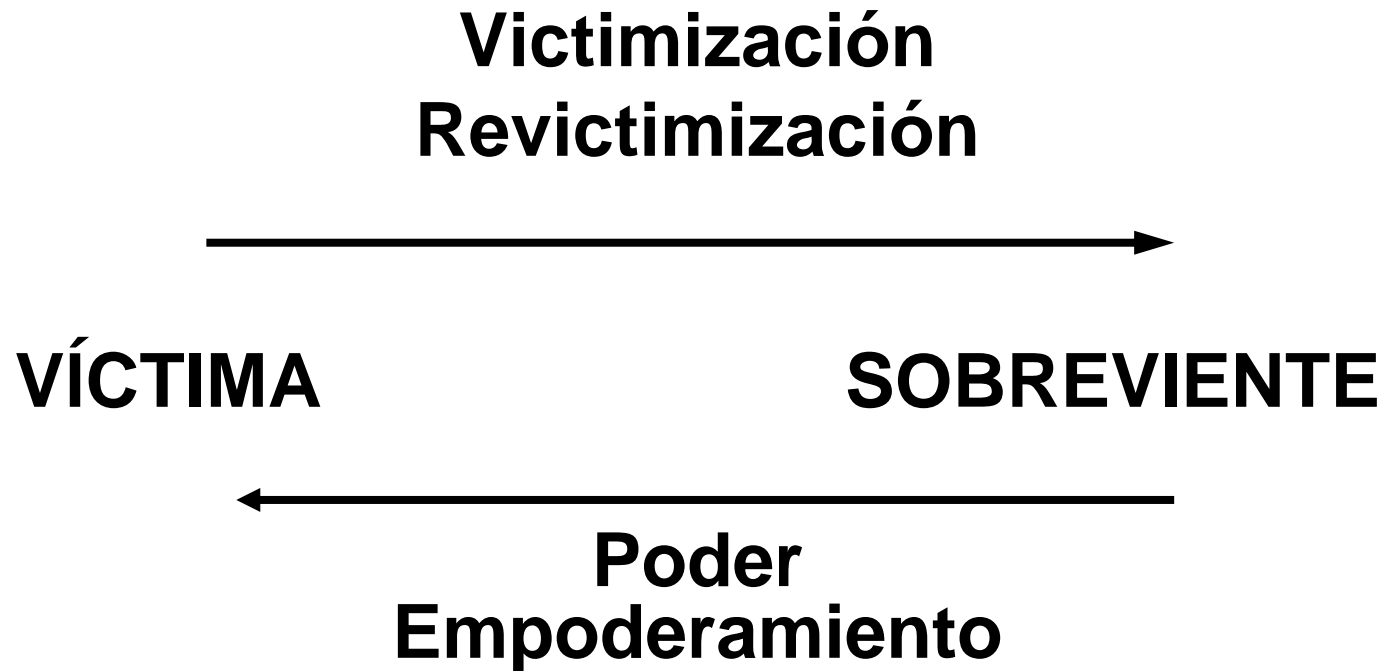 Victimización
Revictimización
VÍCTIMA SOBREVIENTE
Poder
Empoderamiento